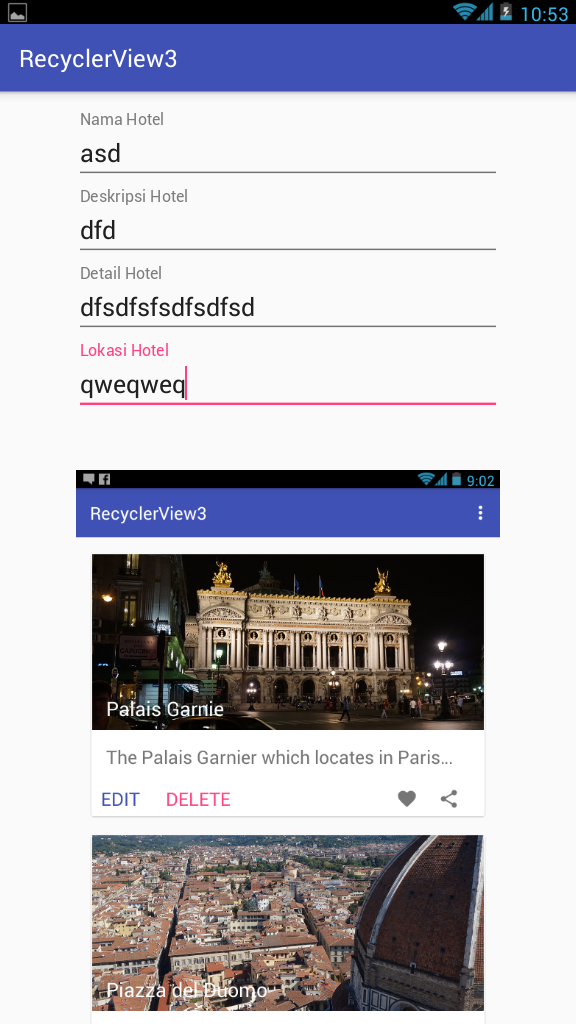 10:53
RecyclerView3
Nama Hotel
asd
Deskripsi Hotel
dfd
Detail Hotel
dfsdfsfsdfsdfsd
Lokasi Hotel
qweqweq
9:02
RecyclerView3
Palais Garnie
The Palais Garnier which locates in Paris...
EDIT DELETE
Piazza del Duomo